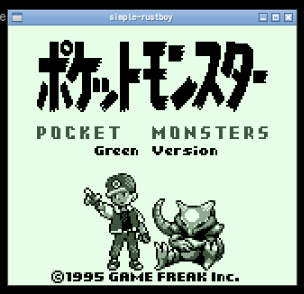 simple-rustboy
ポケットモンスター
POCKET MONSTERS
Green Version
©1995 GAME FREAK Inc.